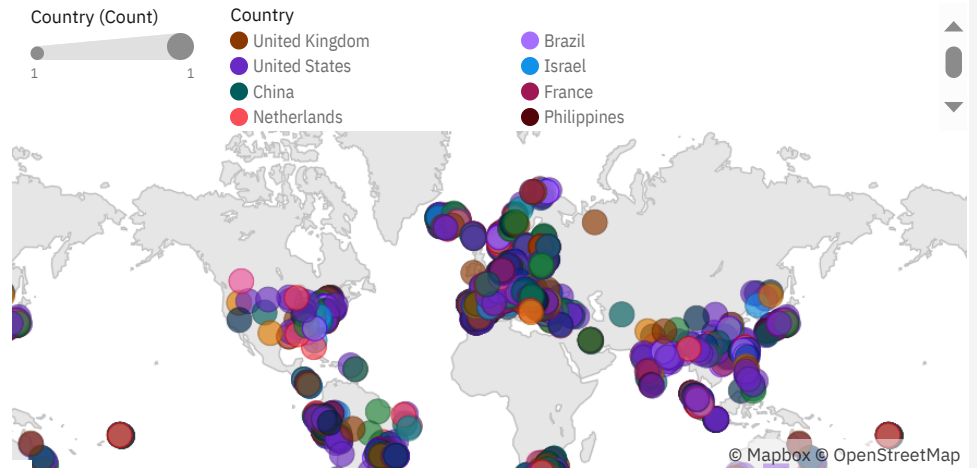 Country (Count)
1
1
Country
United Kingdom
United States
China
Netherlands
Brazil
Israel
France
Philippines
© Mapbox © OpenStreetMap